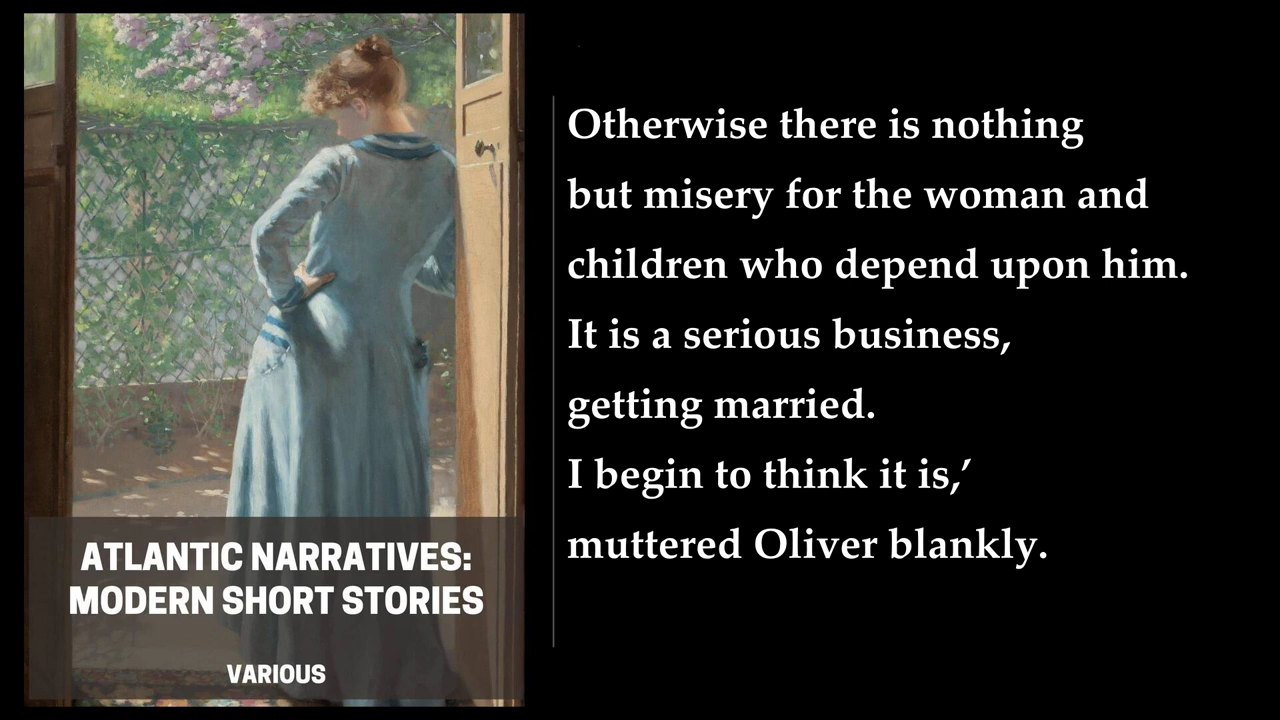 Otherwise there is nothing
but misery for the woman and
children who depend upon him.
It is a serious business,
getting married.
I begin to think it is,’
muttered Oliver blankly.
ATLANTIC NARRATIVES:
MODERN SHORT STORIES
VARIOUS